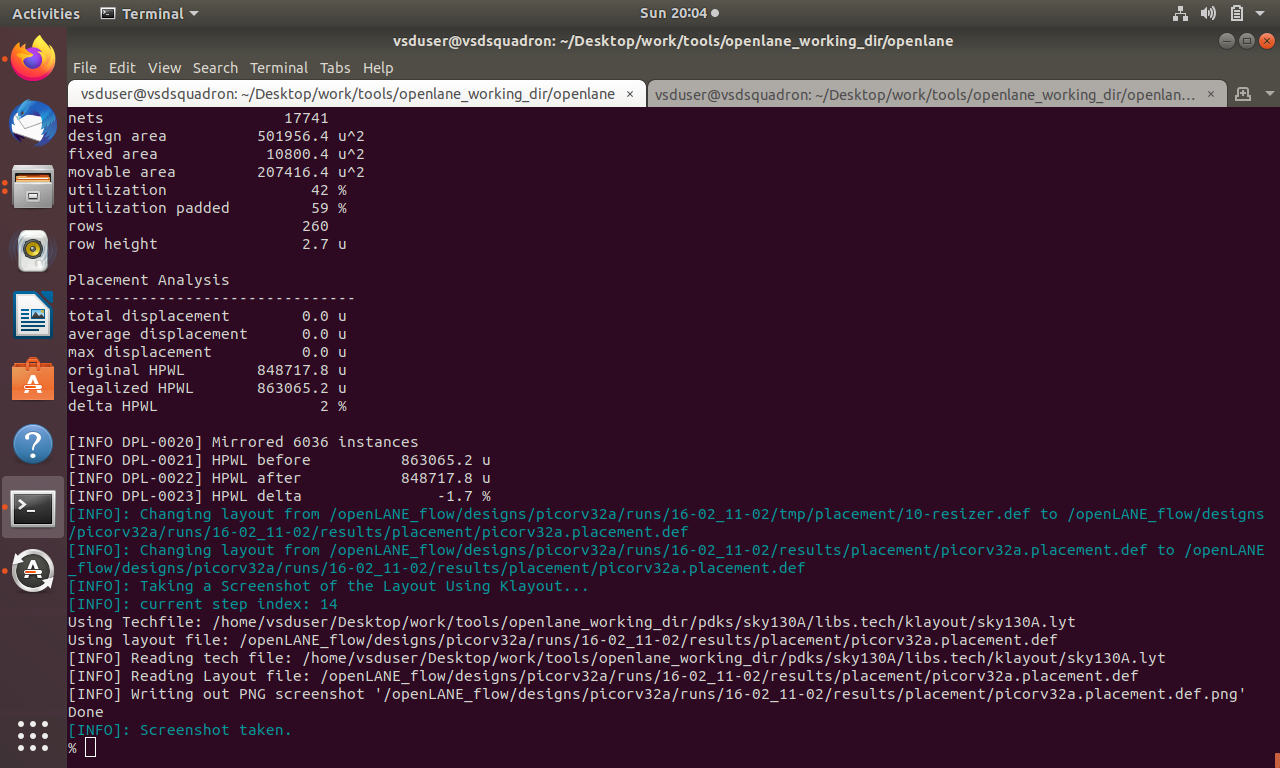 Activities Terminal Sun 20:04
vsduser@vsdsquadron: ~/Desktop/work/tools/openlane_working_dir/openlane
File Edit View Search Terminal Tabs Help
vsduser@vsdsquadron: ~/Desktop/work/tools/openlane_working_dir/openlane × vsduser@vsdsquadron: ~/Desktop/work/tools/openlane_working_dir/openlan... ×
nets 17741
design area 501956.4 u^2
fixed area 10800.4 u^2
movable area 207416.4 u^2
utilization 42 %
utilization padded 59 %
rows 260
row height 2.7 u
Placement Analysis
--------------------------------
total displacement 0.0 u
average displacement 0.0 u
max displacement 0.0 u
original HPWL 848717.8 u
legalized HPWL 863065.2 u
delta HPWL 2 %
[INFO DPL-0020] Mirrored 6036 instances
[INFO DPL-0021] HPWL before 863065.2 u
[INFO DPL-0022] HPWL after 848717.8 u
[INFO DPL-0023] HPWL delta -1.7 %
[INFO]: Changing layout from /openLANE_flow/designs/picorv32a/runs/16-02_11-02/tmp/placement/10-resizer.def to /openLANE_flow/designs
/picorv32a/runs/16-02_11-02/results/placement/picorv32a.placement.def
[INFO]: Changing layout from /openLANE_flow/designs/picorv32a/runs/16-02_11-02/results/placement/picorv32a.placement.def to /openLANE
_flow/designs/picorv32a/runs/16-02_11-02/results/placement/picorv32a.placement.def
[INFO]: Taking a Screenshot of the Layout Using Klayout...
[INFO]: current step index: 14
Using Techfile: /home/vsduser/Desktop/work/tools/openlane_working_dir/pdks/sky130A/libs.tech/klayout/sky130A.lyt
Using layout file: /openLANE_flow/designs/picorv32a/runs/16-02_11-02/results/placement/picorv32a.placement.def
[INFO] Reading tech file: /home/vsduser/Desktop/work/tools/openlane_working_dir/pdks/sky130A/libs.tech/klayout/sky130A.lyt
[INFO] Reading Layout file: /openLANE_flow/designs/picorv32a/runs/16-02_11-02/results/placement/picorv32a.placement.def
[INFO] Writing out PNG screenshot '/openLANE_flow/designs/picorv32a/runs/16-02_11-02/results/placement/picorv32a.placement.def.png'
Done
[INFO]: Screenshot taken.
%